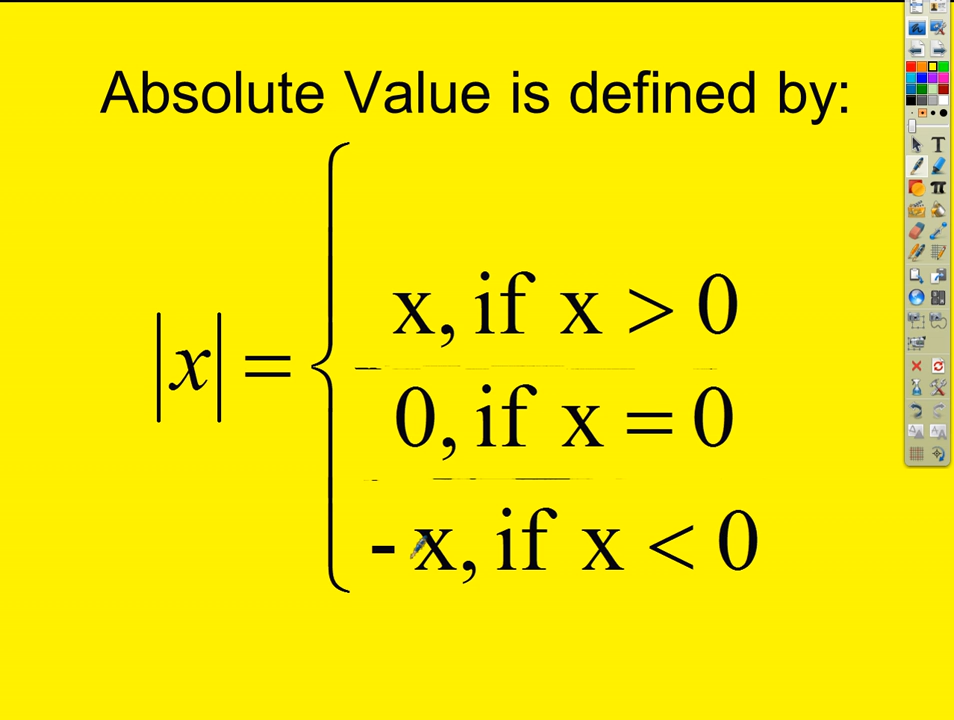 Absolute Value is defined by:
x, if x > 0
|x| = 0, if x = 0
- x, if x < 0
T
π